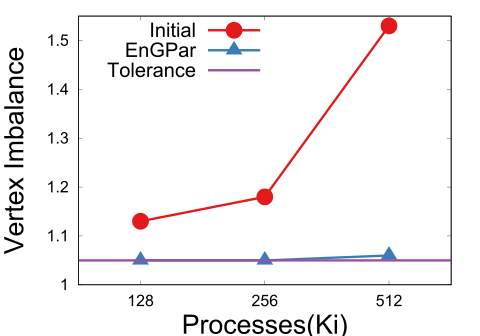 Initial
EnGPar
Tolerance
1.5
1.4
1.3
1.2
1.1
1
Vertex Imbalance
128 256 512
Processes(Ki)